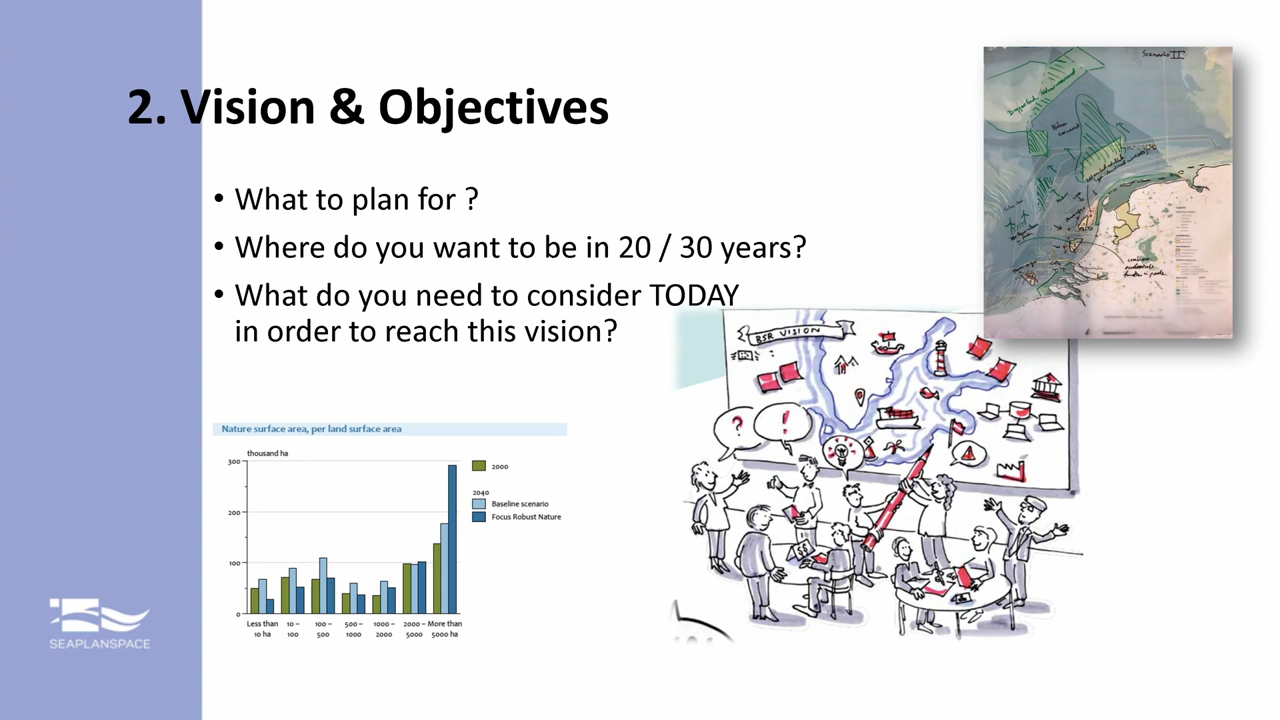 2. Vision & Objectives
• What to plan for ?
• Where do you want to be in 20 / 30 years?
• What do you need to consider TODAY
in order to reach this vision?
Scenario II
BSR VISION
?
!
$$
Nature surface area, per land surface area
thousand ha
300
200
100
0
Less than
10 ha
10 –
100
100 –
500
500 –
1000
1000 –
2000
2000 –
5000
More than
5000 ha
2000
2040
Baseline scenario
Focus Robust Nature
SEAPLANSPACE